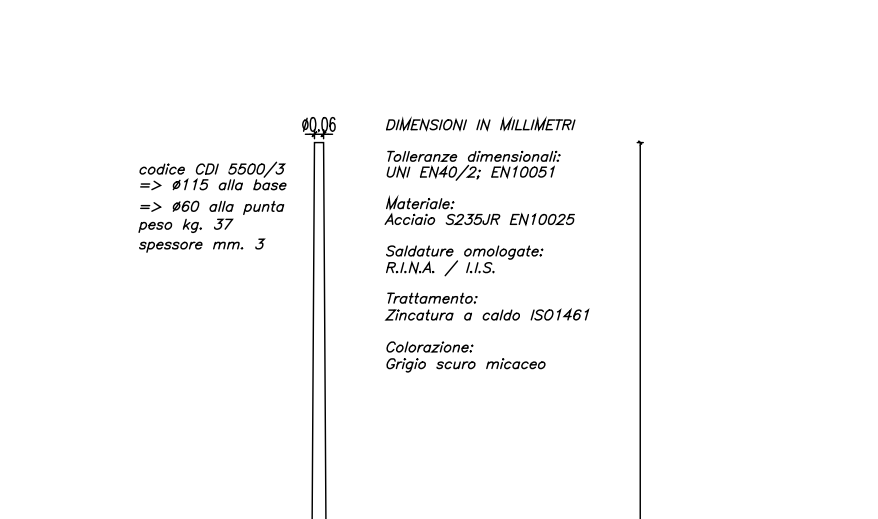 ø0.06
codice CDI 5500/3
=> ø115 alla base
=> ø60 alla punta
peso kg. 37
spessore mm. 3
DIMENSIONI IN MILLIMETRI
Tolleranze dimensionali:
UNI EN40/2; EN10051
Materiale:
Acciaio S235JR EN10025
Saldature omologate:
R.I.N.A. / I.I.S.
Trattamento:
Zincatura a caldo ISO1461
Colorazione:
Grigio scuro micaceo